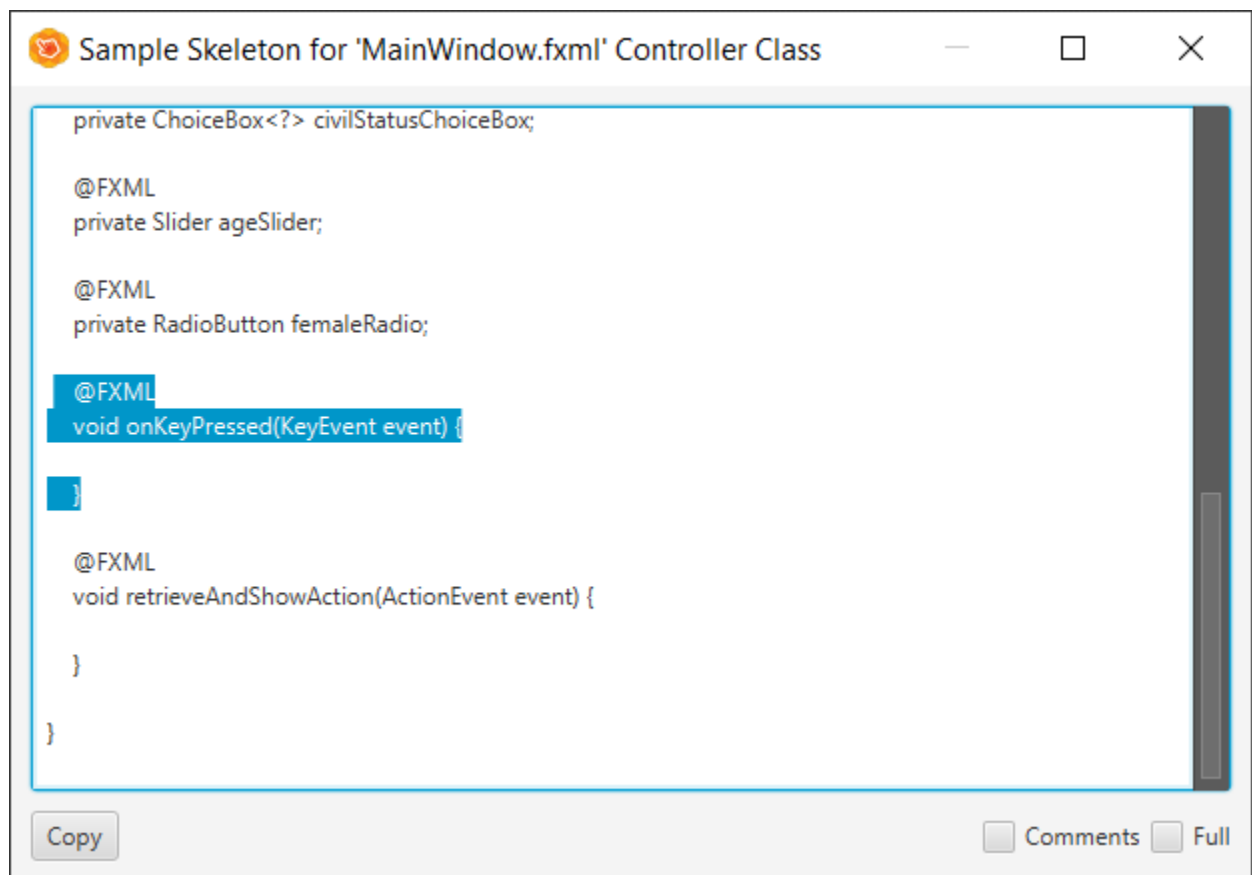 Sample Skeleton for 'MainWindow.fxml' Controller Class
private ChoiceBox<?> civilStatusChoiceBox;
@FXML
private Slider ageSlider;
@FXML
private RadioButton femaleRadio;
@FXML
void onKeyPressed(KeyEvent event) {
}
@FXML
void retrieveAndShowAction(ActionEvent event) {
}
}
Copy
Comments
Full